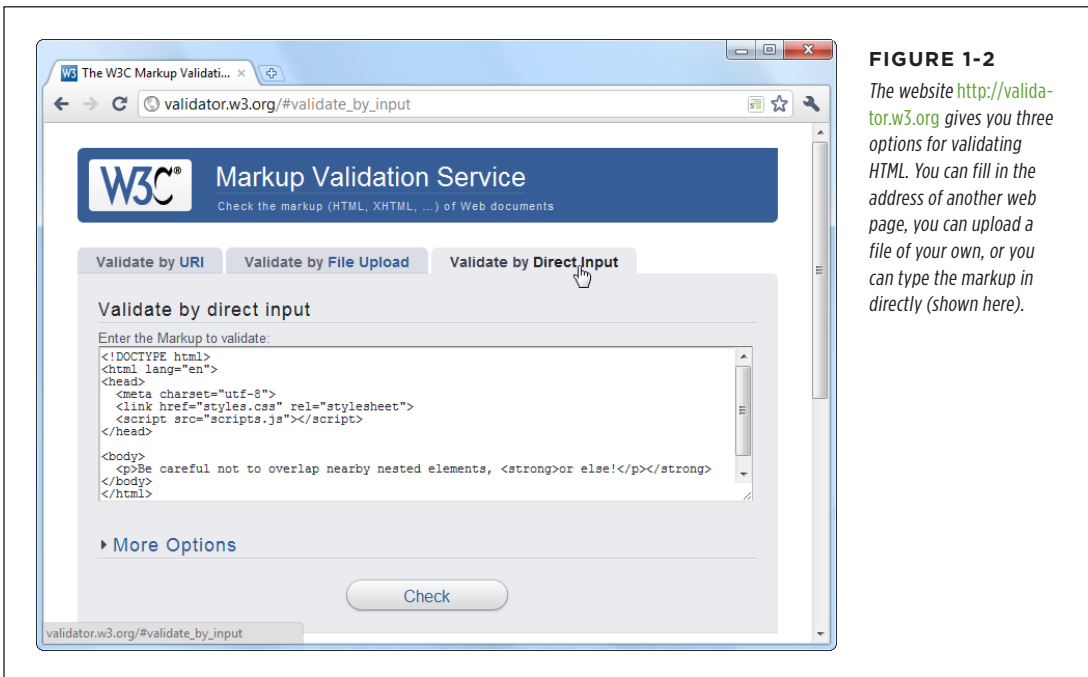 The W3C Markup Validati...
validator.w3.org/#validate_by_input
W3C®
Markup Validation Service
Check the markup (HTML, XHTML, ...) of Web documents
Validate by URI
Validate by File Upload
Validate by Direct Input
Validate by direct input
Enter the Markup to validate:
<!DOCTYPE html>
<html lang="en">
<head>
  <meta charset="utf-8">
  <link href="styles.css" rel="stylesheet">
  <script src="scripts.js"></script>
</head>
<body>
  <p>Be careful not to overlap nearby nested elements, <strong>or else!</p></strong>
</body>
</html>
More Options
Check
validator.w3.org/#validate_by_input
FIGURE 1-2
The website http://valida-
tor.w3.org gives you three
options for validating
HTML. You can fill in the
address of another web
page, you can upload a
file of your own, or you
can type the markup in
directly (shown here).